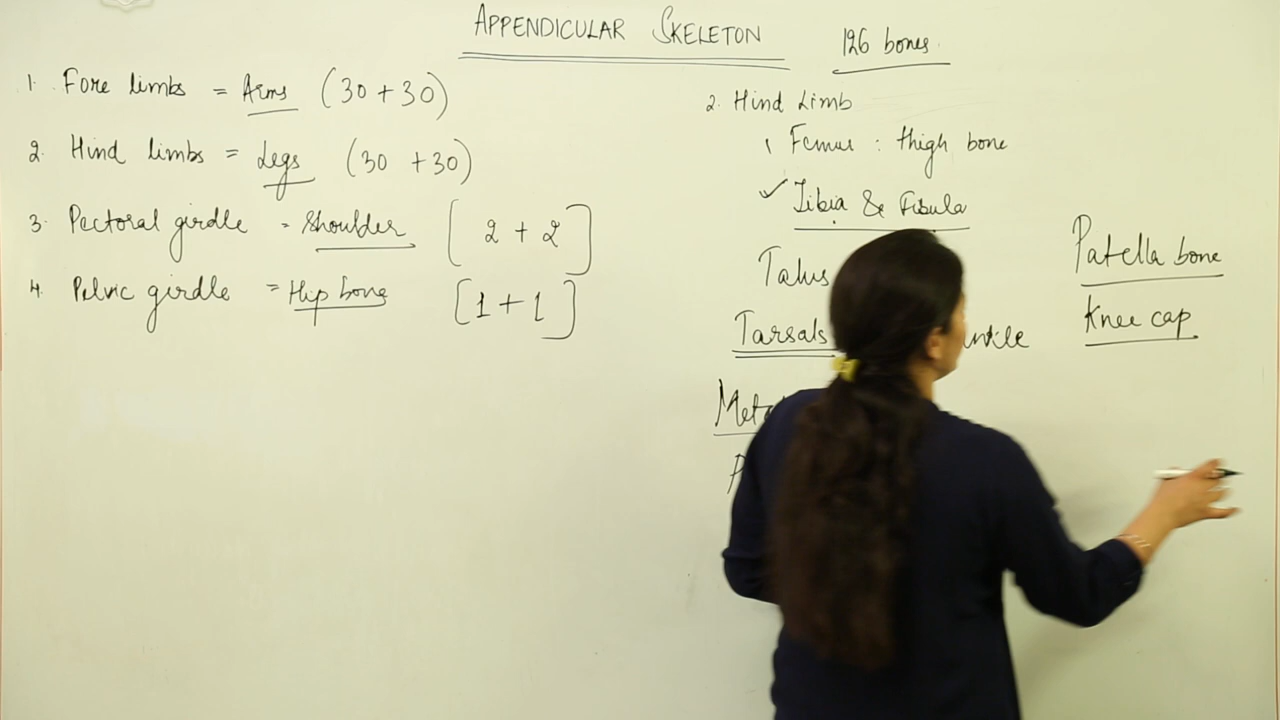 APPENDICULAR SKELETON
126 bones.
1. Fore limbs = Arms (30 + 30)
2. Hind limbs = Legs (30 + 30)
3. Pectoral girdle = Shoulder [2 + 2]
4. Pelvic girdle = Hip bone [1 + 1]
2. Hind Limb
1 Femur : thigh bone
✓ Tibia & Fibula
Talus
Tarsals
Patella bone
Knee cap